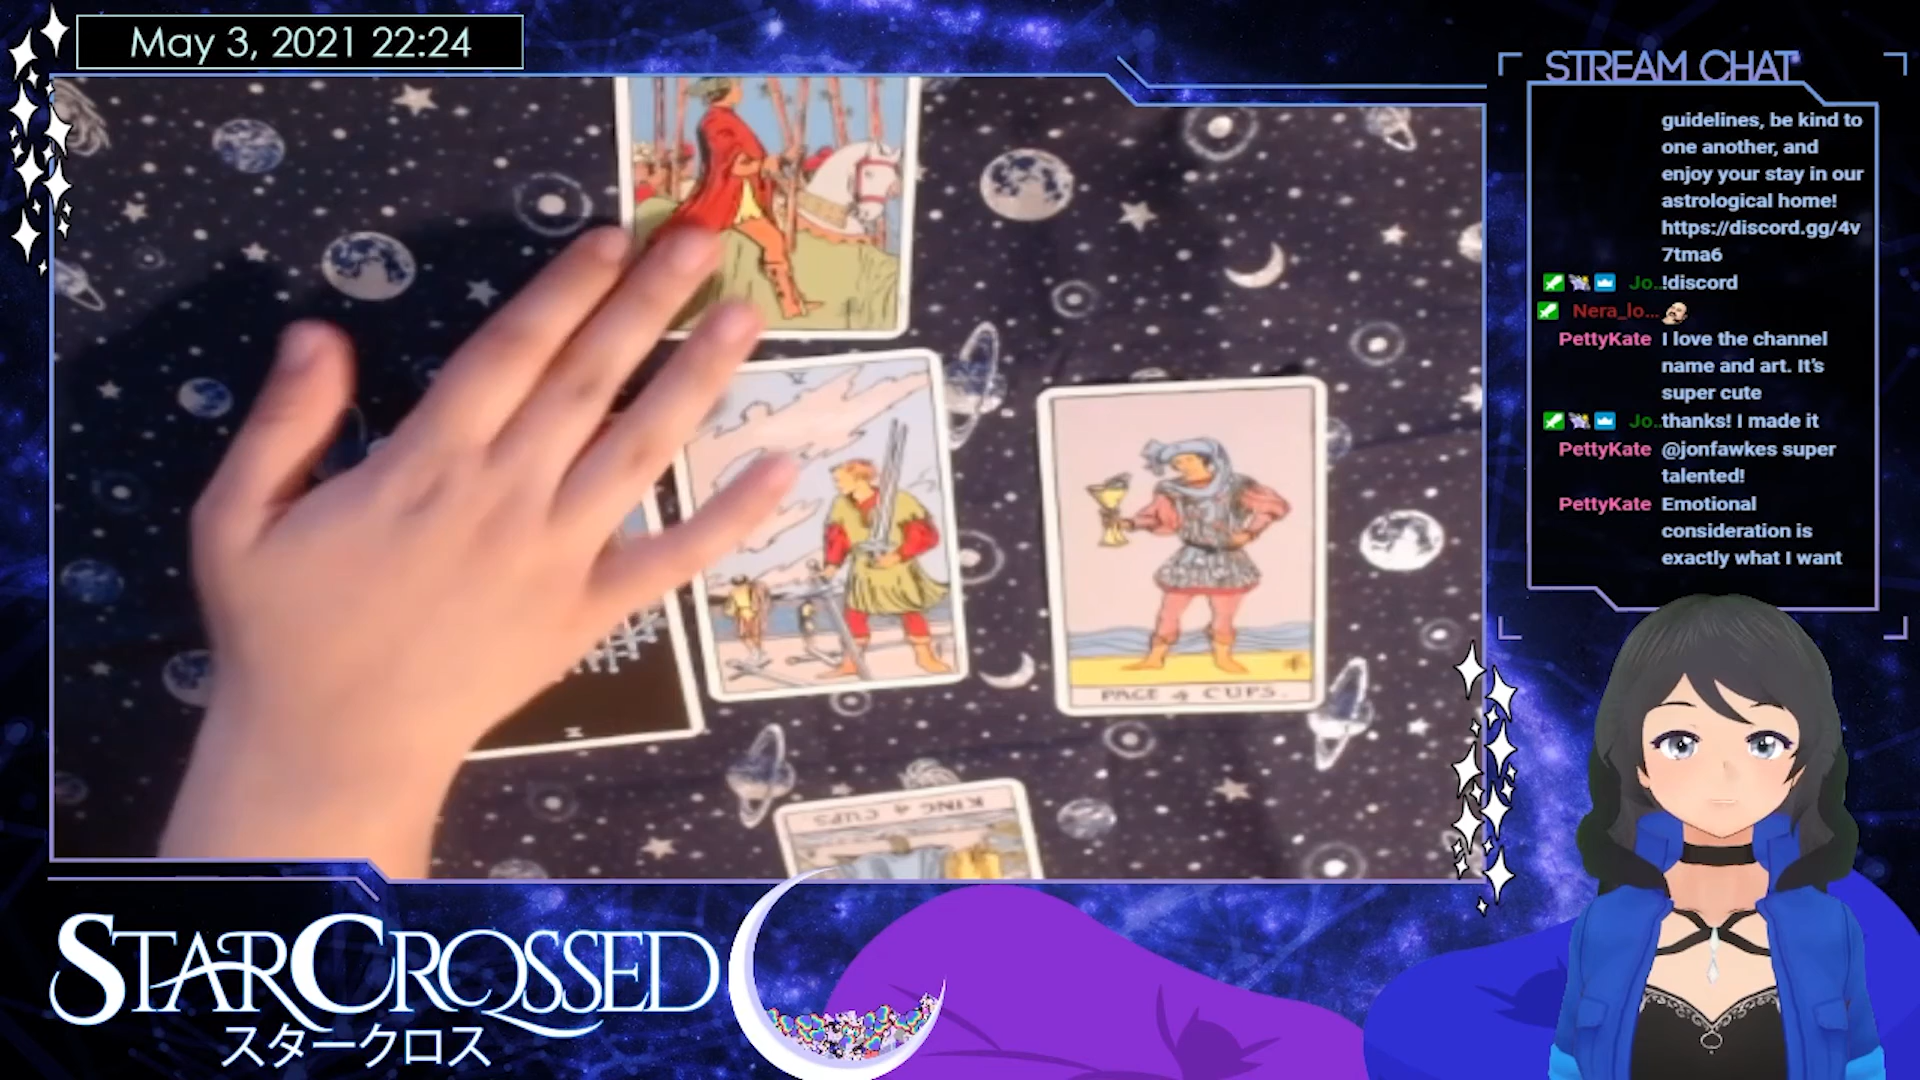 May 3, 2021 22:24
STREAM CHAT
guidelines, be kind to
one another, and
enjoy your stay in our
astrological home!
https://discord.gg/4v
7tma6
Jo.. !discord
Nera_lo...
PettyKate I love the channel
name and art. It's
super cute
Jo.. thanks! I made it
PettyKate @jonfawkes super
talented!
PettyKate Emotional
consideration is
exactly what I want
PAGE of CUPS.
KING of CUPS
STARCROSSED
スタークロス